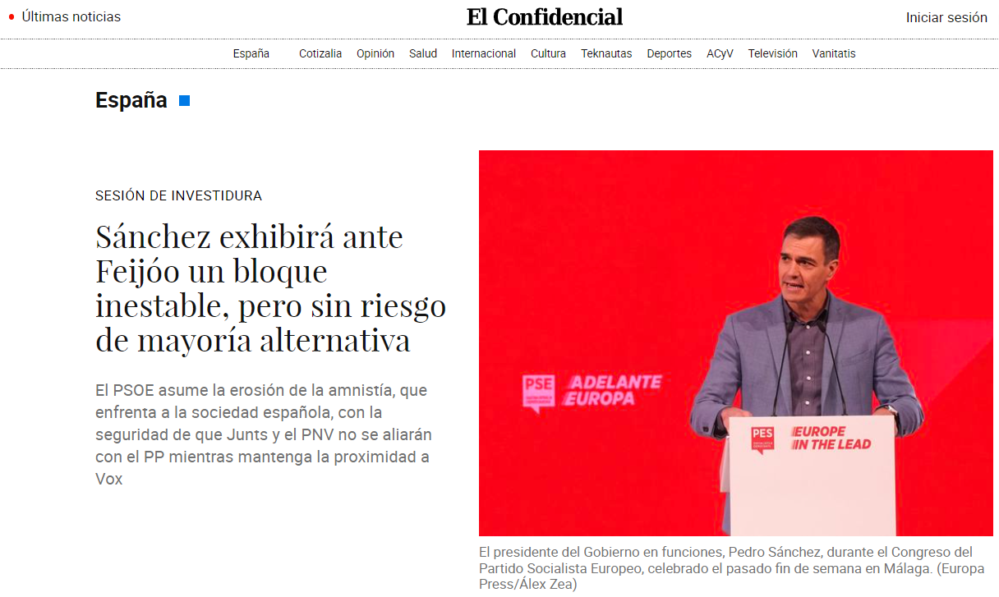 Últimas noticias
El Confidencial
Iniciar sesión
España Cotizalia Opinión Salud Internacional Cultura Teknautas Deportes ACyV Televisión Vanitatis
España
SESIÓN DE INVESTIDURA
Sánchez exhibirá ante
Feijóo un bloque
inestable, pero sin riesgo
de mayoría alternativa
El PSOE asume la erosión de la amnistía, que
enfrenta a la sociedad española, con la
seguridad de que Junts y el PNV no se aliarán
con el PP mientras mantenga la proximidad a
Vox
PSE
ADELANTE
EUROPA
PES
EUROPE
IN THE LEAD
El presidente del Gobierno en funciones, Pedro Sánchez, durante el Congreso del
Partido Socialista Europeo, celebrado el pasado fin de semana en Málaga. (Europa
Press/Álex Zea)